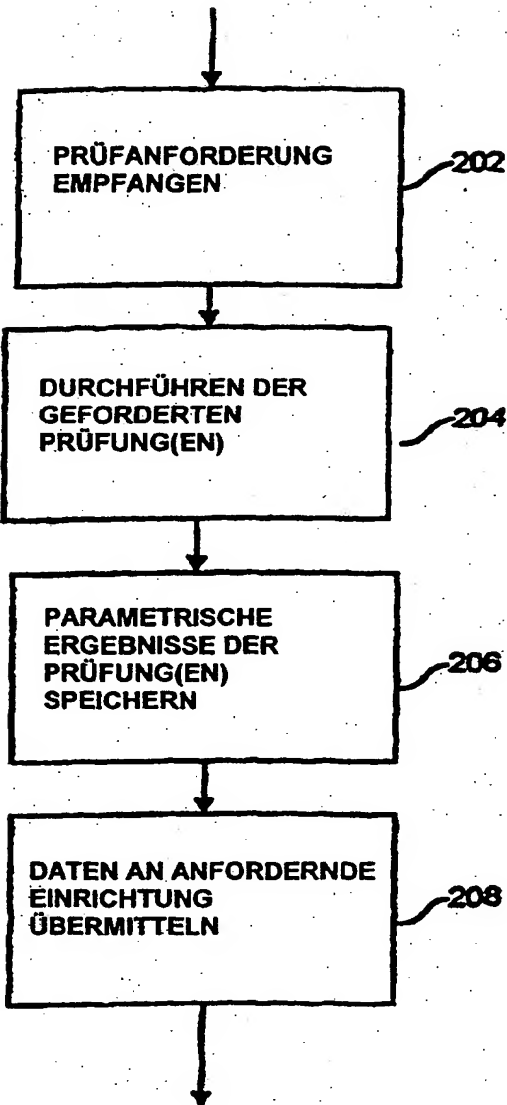 PRÜFANFORDERUNG
EMPFANGEN
202
DURCHFÜHREN DER
GEFORDERTEN
PRÜFUNG(EN)
204
PARAMETRISCHE
ERGEBNISSE DER
PRÜFUNG(EN)
SPEICHERN
206
DATEN AN ANFORDERNDE
EINRICHTUNG
ÜBERMITTELN
208